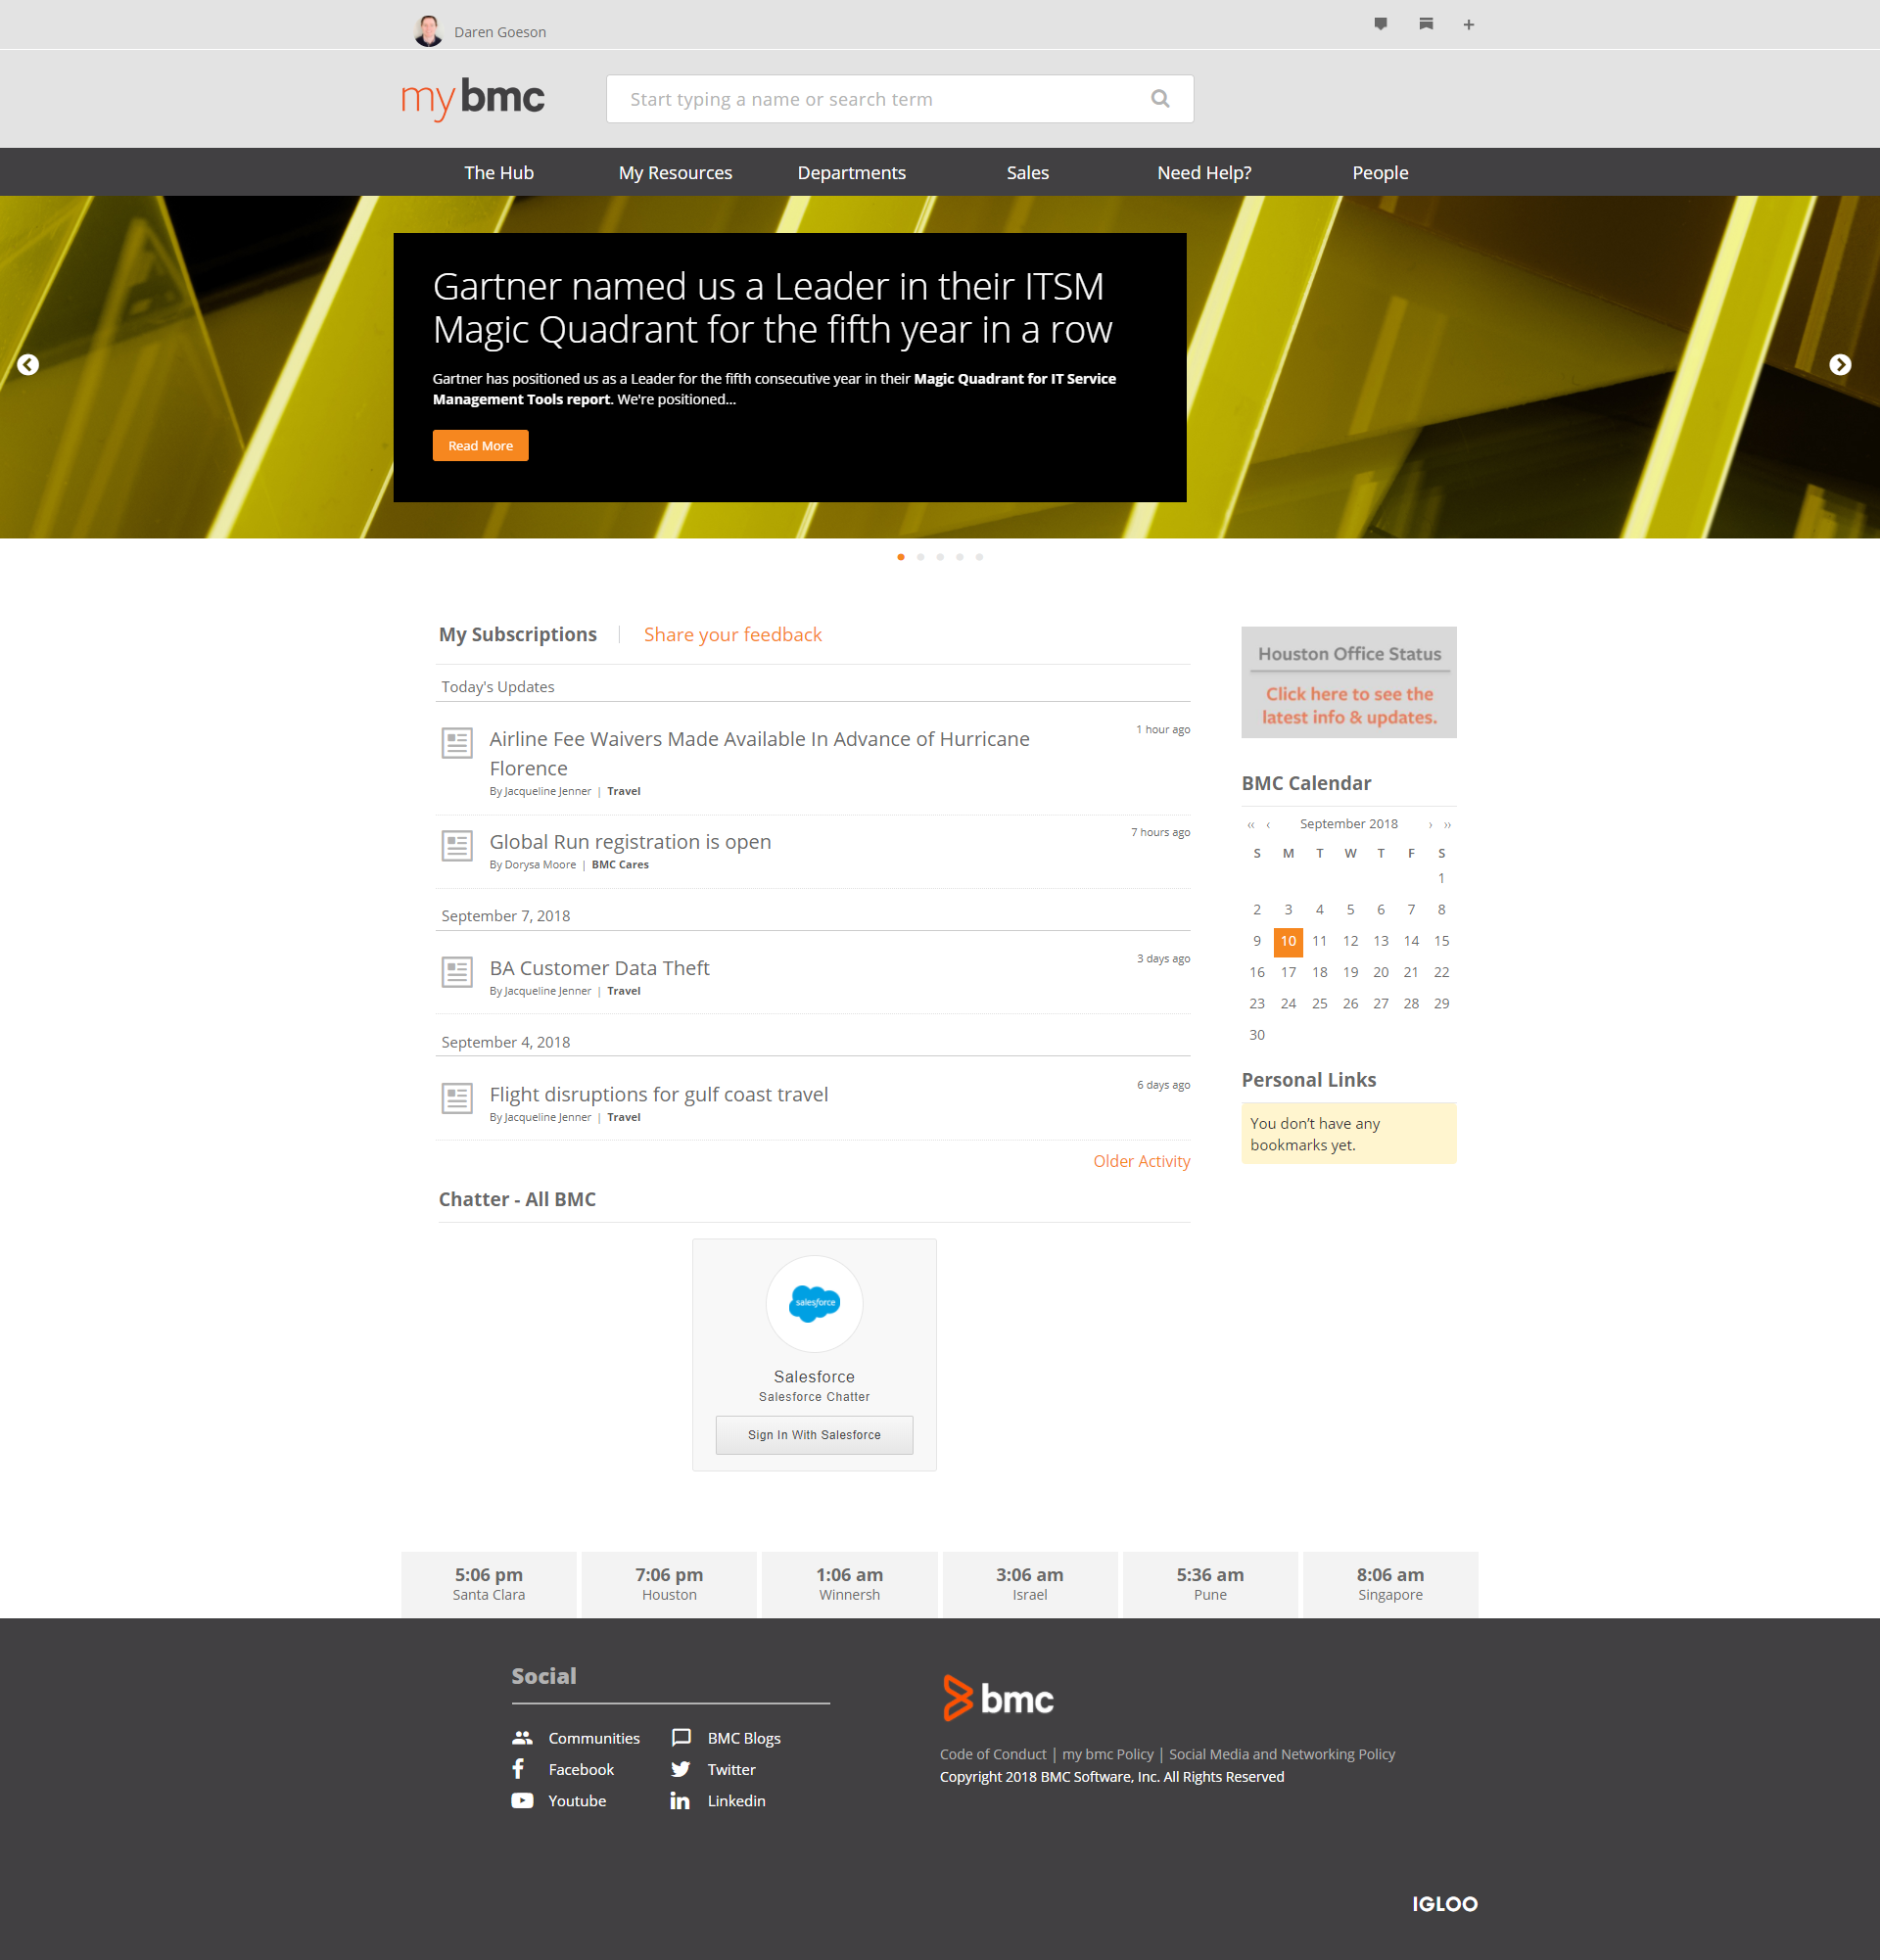 Daren Goeson
my bmc
Start typing a name or search term
The Hub
My Resources
Departments
Sales
Need Help?
People
Gartner named us a Leader in their ITSM
Magic Quadrant for the fifth year in a row
Gartner has positioned us as a Leader for the fifth consecutive year in their Magic Quadrant for IT Service
Management Tools report. We're positioned...
Read More
My Subscriptions
Share your feedback
Today's Updates
Airline Fee Waivers Made Available In Advance of Hurricane
Florence
1 hour ago
By Jacqueline Jenner | Travel
Global Run registration is open
7 hours ago
By Dorysa Moore | BMC Cares
September 7, 2018
BA Customer Data Theft
3 days ago
By Jacqueline Jenner | Travel
September 4, 2018
Flight disruptions for gulf coast travel
6 days ago
By Jacqueline Jenner | Travel
Older Activity
Chatter - All BMC
salesforce
Salesforce
Salesforce Chatter
Sign In With Salesforce
Houston Office Status
Click here to see the
latest info & updates.
BMC Calendar
« ‹ September 2018 › »
S M T W T F S
1
2 3 4 5 6 7 8
9 10 11 12 13 14 15
16 17 18 19 20 21 22
23 24 25 26 27 28 29
30
Personal Links
You don't have any
bookmarks yet.
5:06 pm
Santa Clara
7:06 pm
Houston
1:06 am
Winnersh
3:06 am
Israel
5:36 am
Pune
8:06 am
Singapore
Social
Communities
BMC Blogs
Facebook
Twitter
Youtube
Linkedin
bmc
Code of Conduct | my bmc Policy | Social Media and Networking Policy
Copyright 2018 BMC Software, Inc. All Rights Reserved
IGLOO